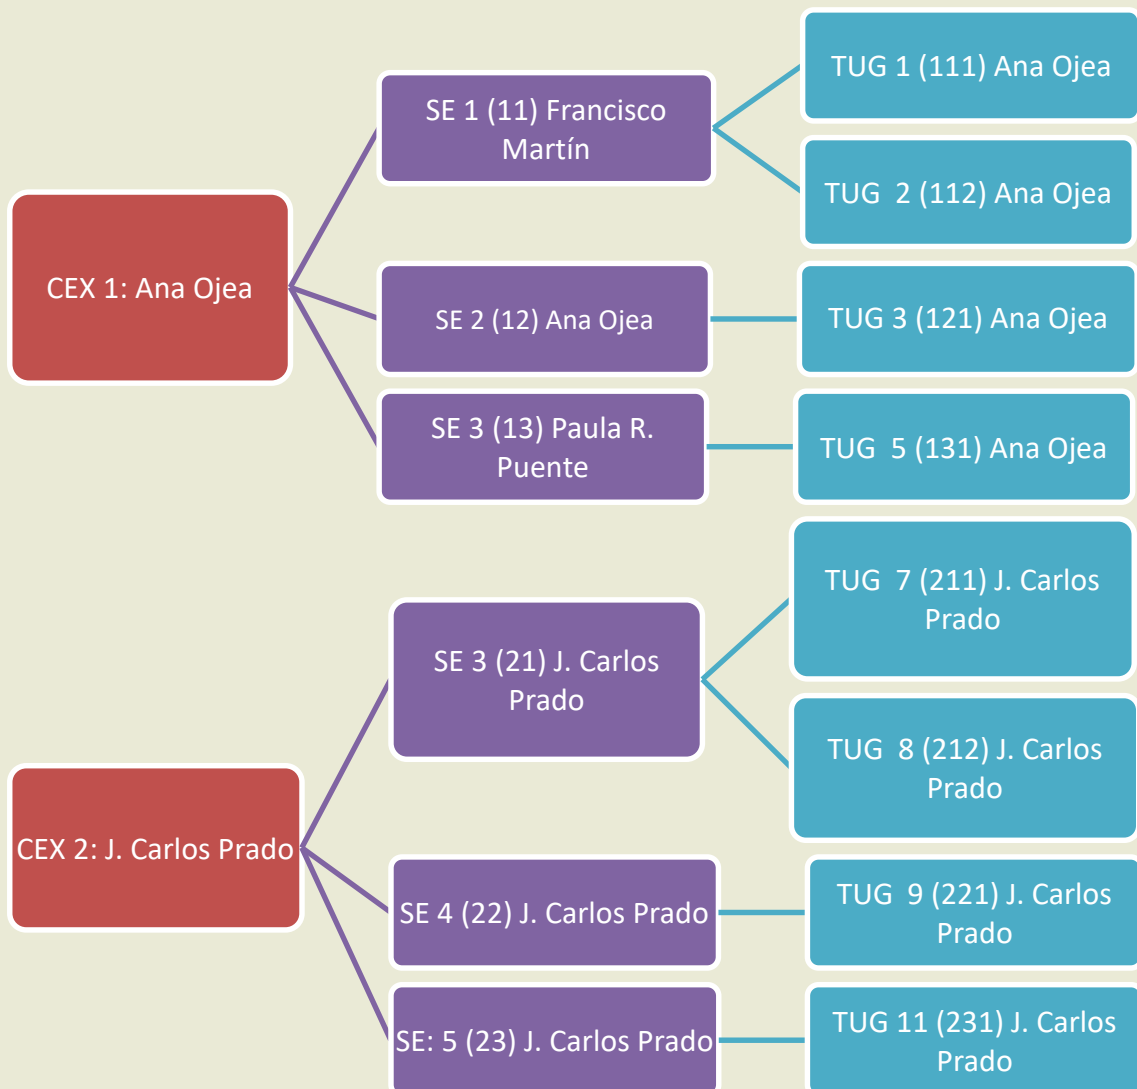 CEX 1: Ana Ojea
SE 1 (11) Francisco
Martín
TUG 1 (111) Ana Ojea
TUG 2 (112) Ana Ojea
SE 2 (12) Ana Ojea
TUG 3 (121) Ana Ojea
SE 3 (13) Paula R.
Puente
TUG 5 (131) Ana Ojea
CEX 2: J. Carlos Prado
SE 3 (21) J. Carlos
Prado
TUG 7 (211) J. Carlos
Prado
TUG 8 (212) J. Carlos
Prado
SE 4 (22) J. Carlos Prado
TUG 9 (221) J. Carlos
Prado
SE: 5 (23) J. Carlos Prado
TUG 11 (231) J. Carlos
Prado